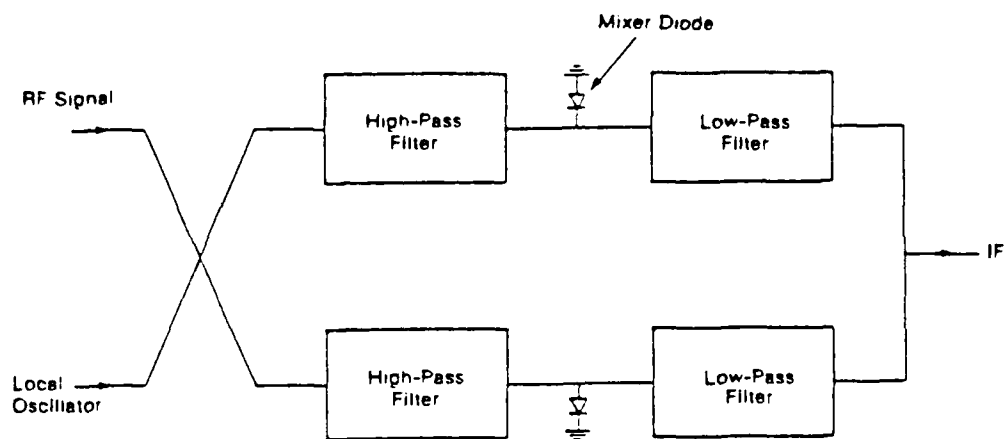 Mixer Diode
RF Signal
High-Pass
Filter
Low-Pass
Filter
IF
Local
Oscillator
High-Pass
Filter
Low-Pass
Filter